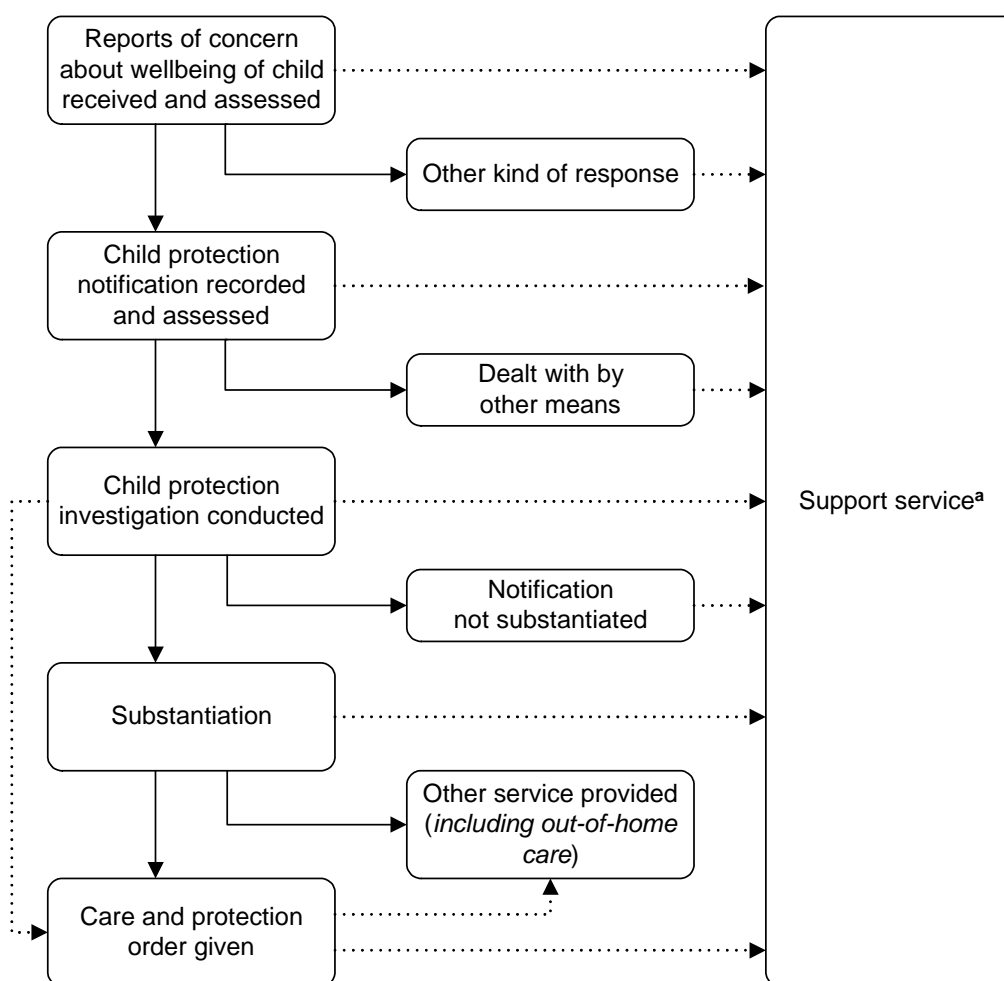 Reports of concern
about wellbeing of child
received and assessed
Other kind of response
Child protection
notification recorded
and assessed
Dealt with by
other means
Child protection
investigation conducted
Support serviceᵃ
Notification
not substantiated
Substantiation
Other service provided
(including out-of-home
care)
Care and protection
order given